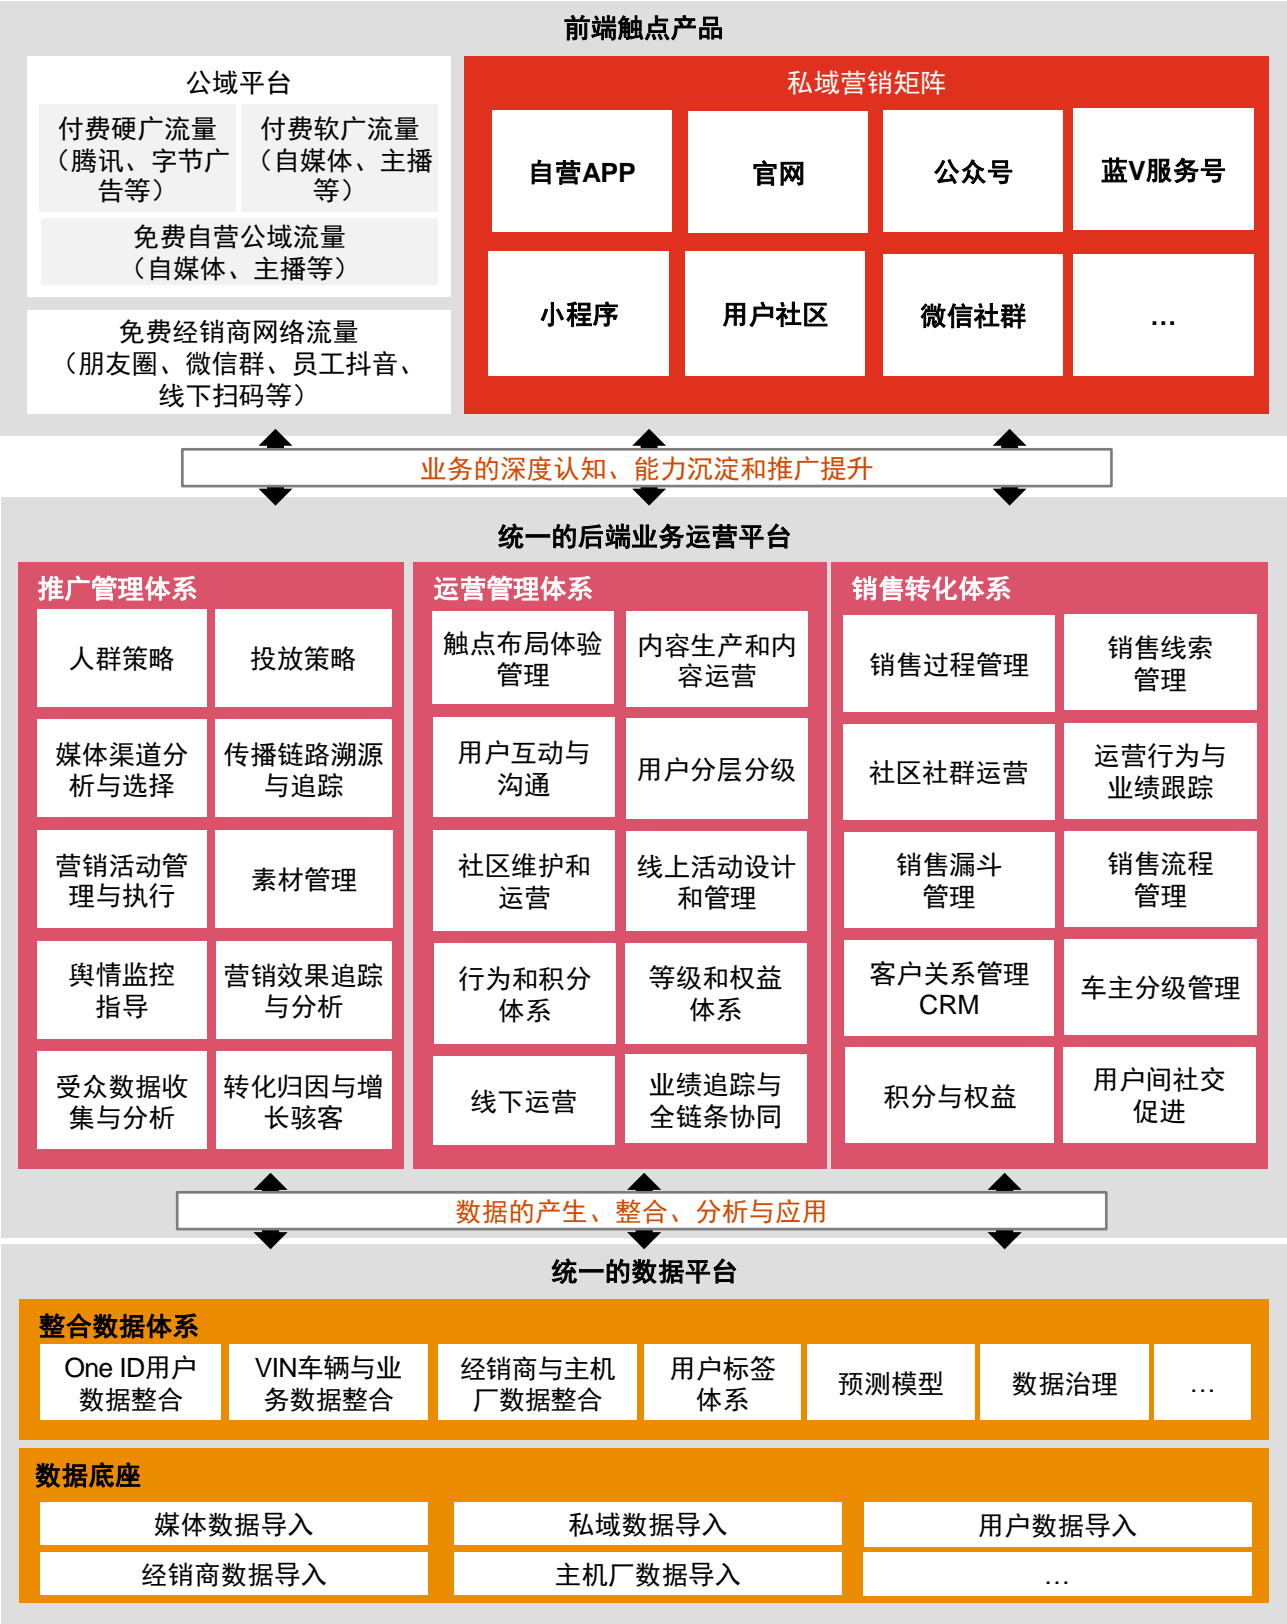 前端触点产品
公域平台
付费硬广流量
（腾讯、字节广
告等）
付费软广流量
（自媒体、主播
等）
免费自营公域流量
（自媒体、主播等）
免费经销商网络流量
（朋友圈、微信群、员工抖音、
线下扫码等）
私域营销矩阵
自营APP
官网
公众号
蓝V服务号
小程序
用户社区
微信社群
…
业务的深度认知、能力沉淀和推广提升
统一的后端业务运营平台
推广管理体系
人群策略
投放策略
媒体渠道分
析与选择
传播链路溯源
与追踪
营销活动管
理与执行
素材管理
舆情监控
指导
营销效果追踪
与分析
受众数据收
集与分析
转化归因与增
长骇客
运营管理体系
触点布局体验
管理
内容生产和内
容运营
用户互动与
沟通
用户分层分级
社区维护和
运营
线上活动设计
和管理
行为和积分
体系
等级和权益
体系
线下运营
业绩追踪与
全链条协同
销售转化体系
销售过程管理
销售线索
管理
社区社群运营
运营行为与
业绩跟踪
销售漏斗
管理
销售流程
管理
客户关系管理
CRM
车主分级管理
积分与权益
用户间社交
促进
数据的产生、整合、分析与应用
统一的数据平台
整合数据体系
One ID用户
数据整合
VIN车辆与业
务数据整合
经销商与主机
厂数据整合
用户标签
体系
预测模型
数据治理
…
数据底座
媒体数据导入
私域数据导入
用户数据导入
经销商数据导入
主机厂数据导入
…